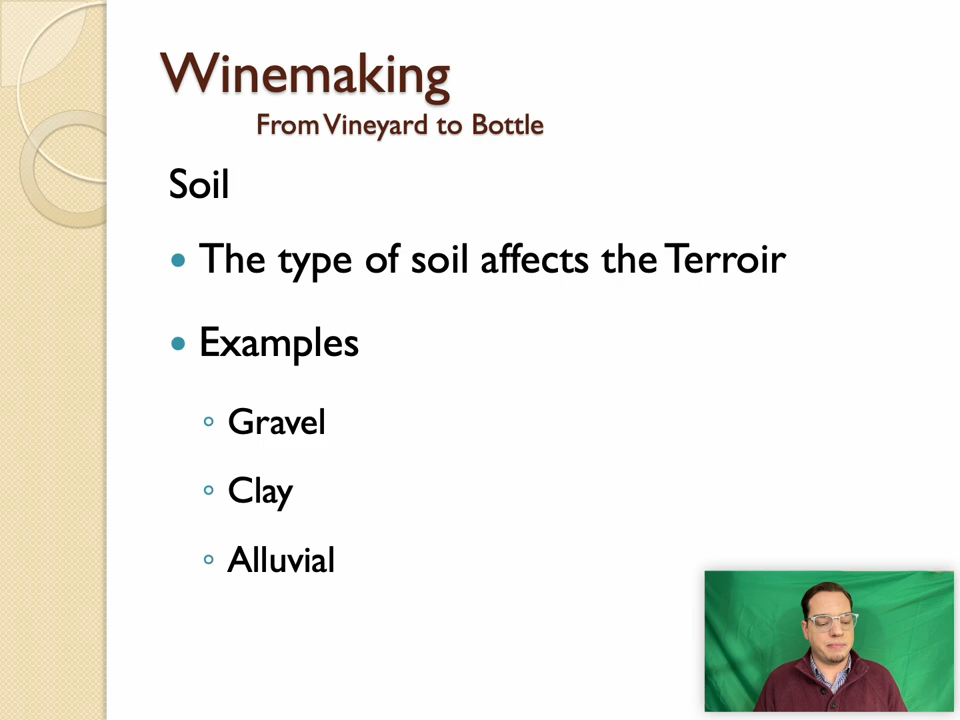 Winemaking
From Vineyard to Bottle
Soil
The type of soil affects the Terroir
Examples
Gravel
Clay
Alluvial